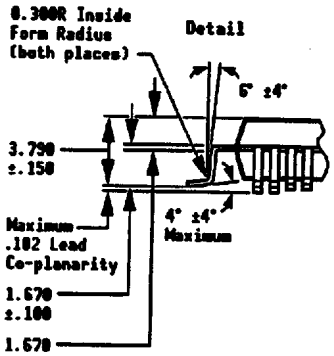 0.300R Inside
Form Radius
(both places)
Detail
6° ±4°
3.790
±.150
4° ±4°
Maximum
Maximum
.102 Lead
Co-planarity
1.670
±.100
1.670